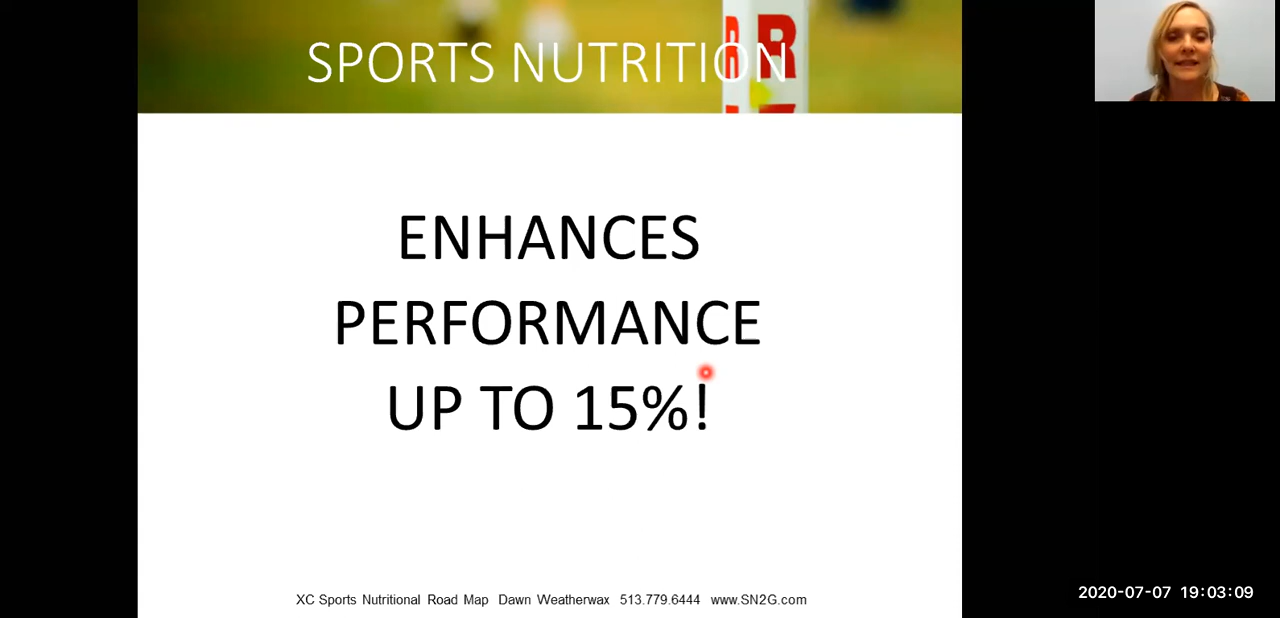 SPORTS NUTRITION
ENHANCES
PERFORMANCE
UP TO 15%!
XC Sports Nutritional Road Map Dawn Weatherwax 513.779.6444 www.SN2G.com
2020-07-07 19:03:09